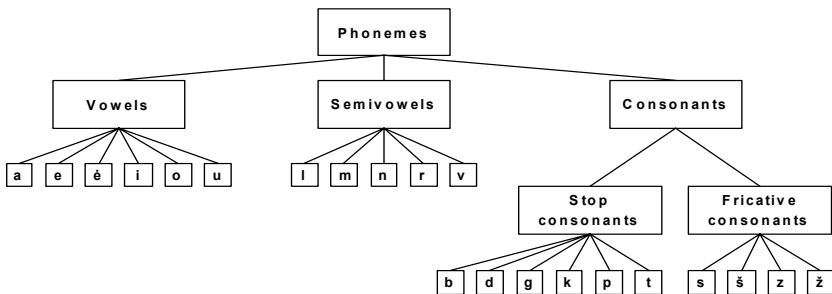 Phonemes
Vowels
Semivowels
Consonants
a e ė i o u
l m n r v
Stop
consonants
Fricative
consonants
b d g k p t
s š z ž